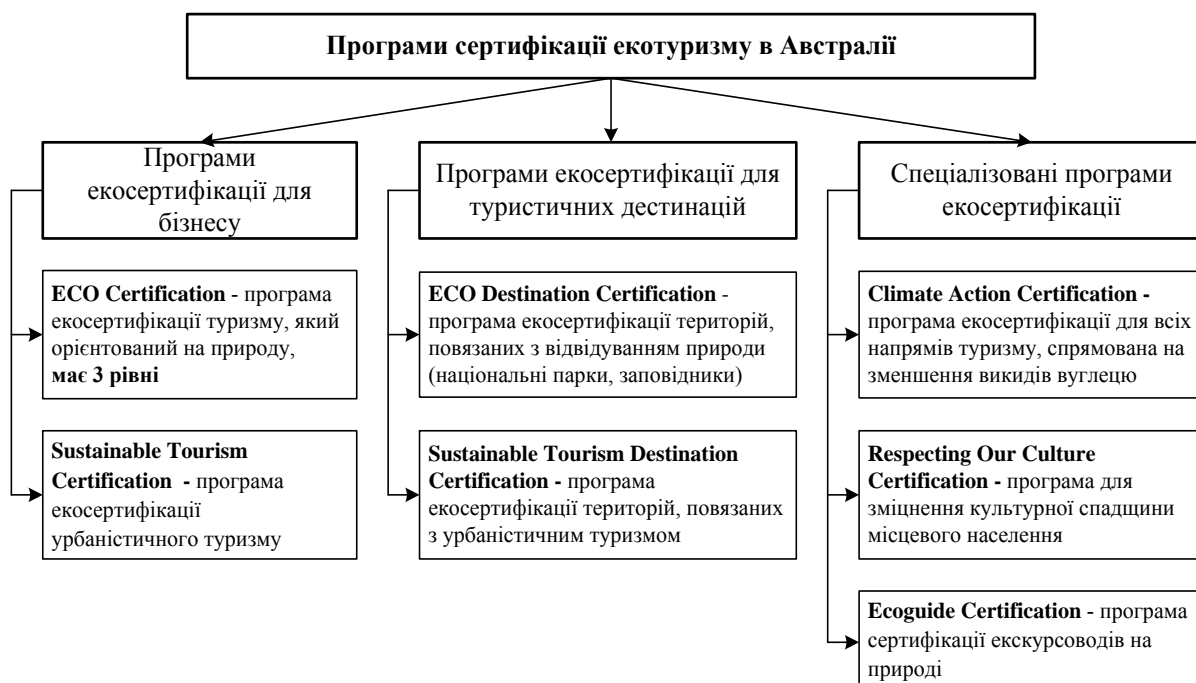 Програми сертифікації екотуризму в Австралії
Програми
екосертифікації для
бізнесу
ECO Certification - програма
екосертифікації туризму, який
орієнтований на природу,
має 3 рівні
Sustainable Tourism
Certification - програма
екосертифікації
урбаністичного туризму
Програми екосертифікації для
туристичних дестинацій
ECO Destination Certification -
програма екосертифікації територій,
повязаних з відвідуванням природи
(національні парки, заповідники)
Sustainable Tourism Destination
Certification - програма
екосертифікації територій, повязаних
з урбаністичним туризмом
Спеціалізовані програми
екосертифікації
Climate Action Certification -
програма екосертифікації для всіх
напрямів туризму, спрямована на
зменшення викидів вуглецю
Respecting Our Culture
Certification - програма для
зміцнення культурної спадщини
місцевого населення
Ecoguide Certification - програма
сертифікації екскурсоводів на
природі